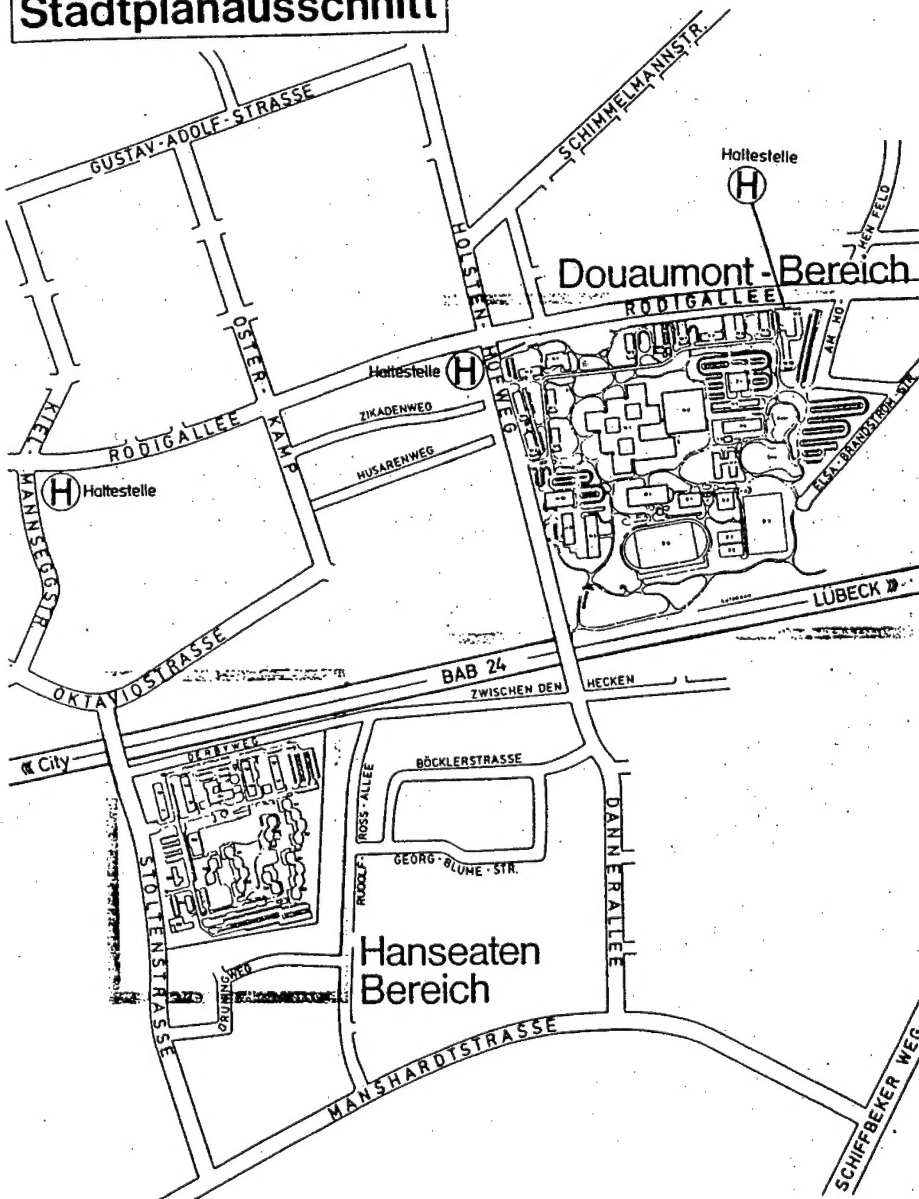 Stadtplanausschnitt
GUSTAV-ADOLF-STRASSE
SCHIMMELMANNSTR.
Haltestelle
H
HOLSTEN-
HOFWEG
OSTER-
KAMP
HEN FELD
AM HO-
Douaumont-Bereich
RODIGALLEE
Haltestelle H
ZIKADENWEG
HUSARENWEG
RODIGALLEE
KIEL-
MANNSEGGSTR.
H Haltestelle
ELSA-BRANDSTRÖM-STR.
OKTAVIOSTRASSE
LÜBECK »
BAB 24
ZWISCHEN DEN HECKEN
« City
DERBYWEG
BÖCKLERSTRASSE
RUDOLF-ROSS-ALLEE
GEORG-BLUME-STR.
DANNERALLEE
STOLTENSTRASSE
Hanseaten
Bereich
MANSHARDTSTRASSE
SCHIFFBEKER WEG